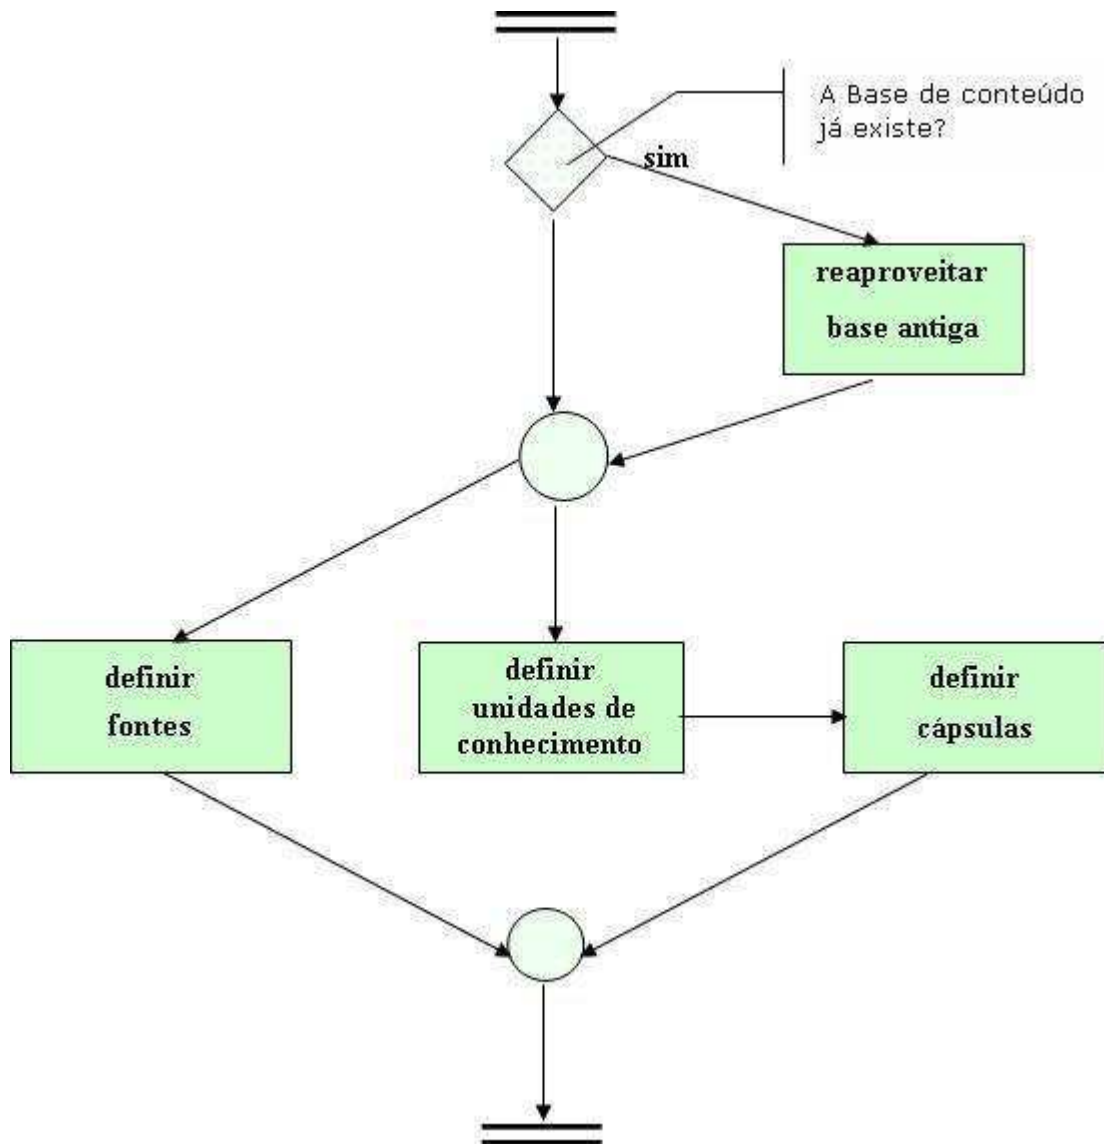 A Base de conteúdo
já existe?
sim
reaproveitar
base antiga
definir
fontes
definir
unidades de
conhecimento
definir
cápsulas